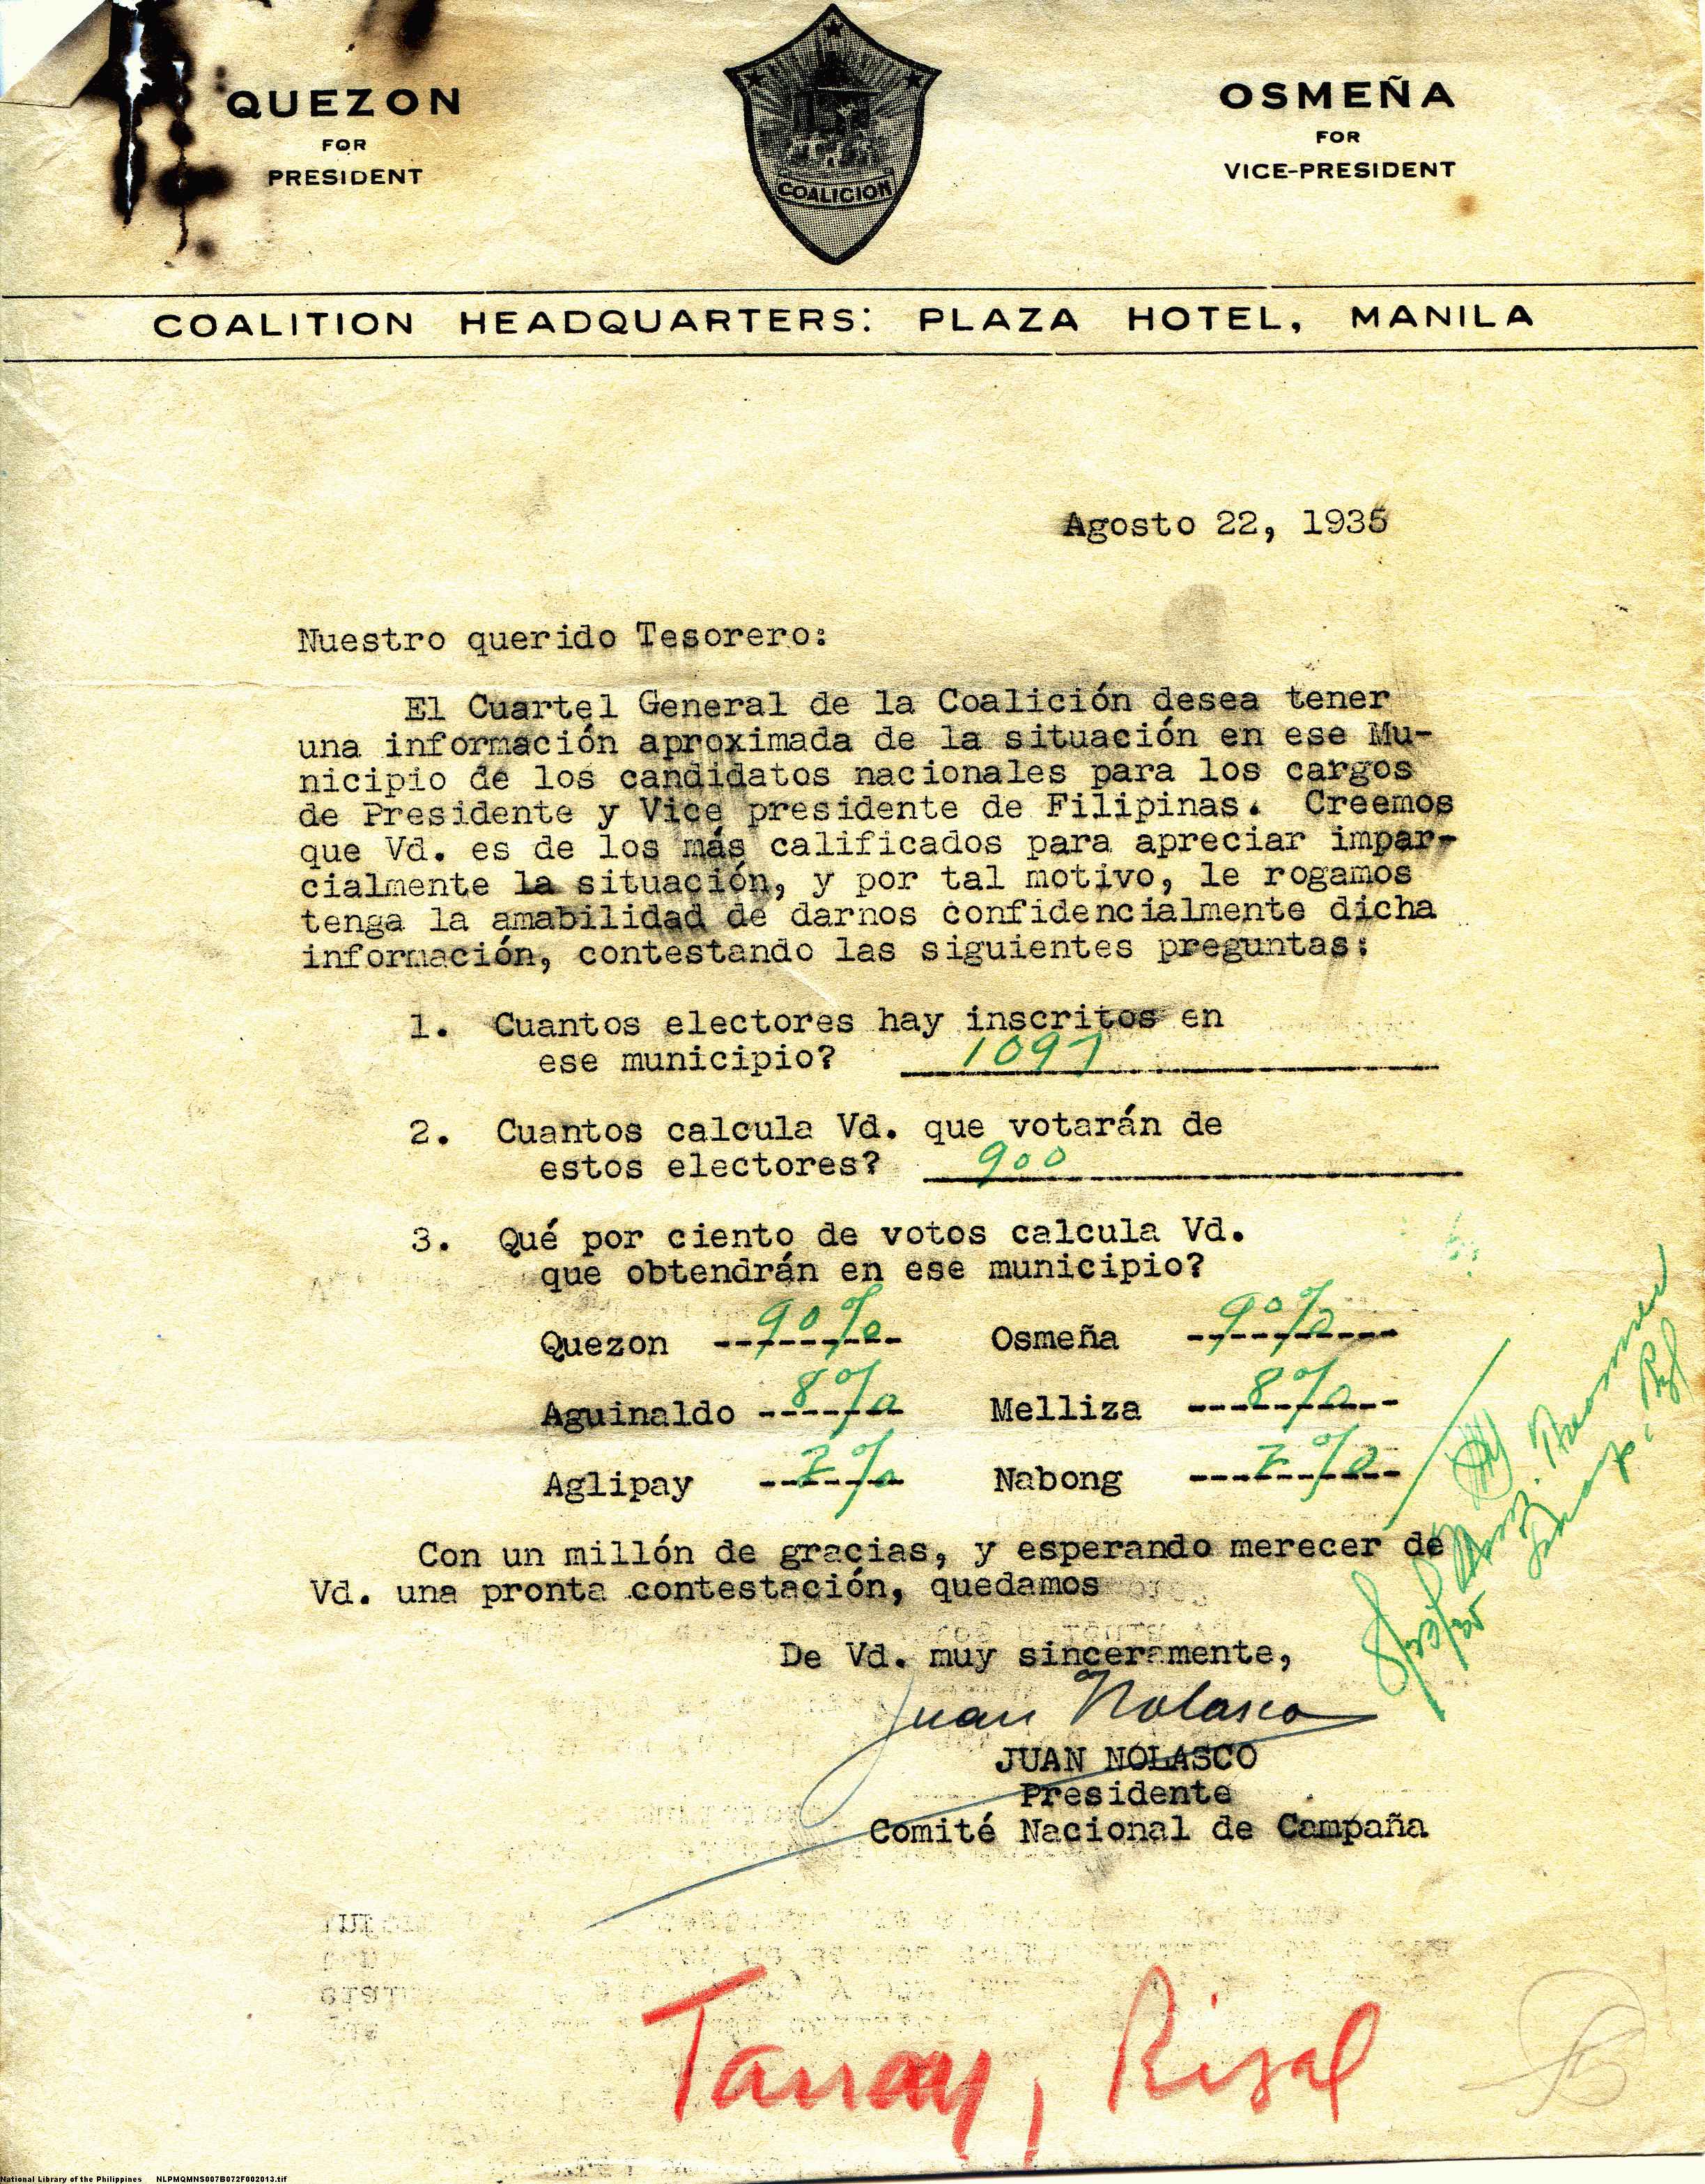 QUEZON
FOR
PRESIDENT
COALICION
OSMEÑA
FOR
VICE-PRESIDENT
COALITION HEADQUARTERS: PLAZA HOTEL, MANILA
Agosto 22, 1935
Nuestro querido Tesorero:
El Cuartel General de la Coalición desea tener
una información aproximada de la situación en ese Mu-
nicipio de los candidatos nacionales para los cargos
de Presidente y Vice presidente de Filipinas. Creemos
que Vd. es de los más calificados para apreciar impar-
cialmente la situación, y por tal motivo, le rogamos
tenga la amabilidad de darnos confidencialmente dicha
información, contestando las siguientes preguntas:
1. Cuantos electores hay inscritos en
ese municipio? 1097
2. Cuantos calcula Vd. que votarán de
estos electores? 900
3. Qué por ciento de votos calcula Vd.
que obtendrán en ese municipio?
Quezon 90% Osmeña 90%
Aguinaldo 8% Melliza 8%
Aglipay 2% Nabong 2%
Con un millón de gracias, y esperando merecer de
Vd. una pronta contestación, quedamos
De Vd. muy sinceramente,
Juan Nolasco
JUAN NOLASCO
Presidente
Comité Nacional de Campaña
Tanay, Rizal
National Library of the Philippines NLPMQMNS007B072F002013.tif